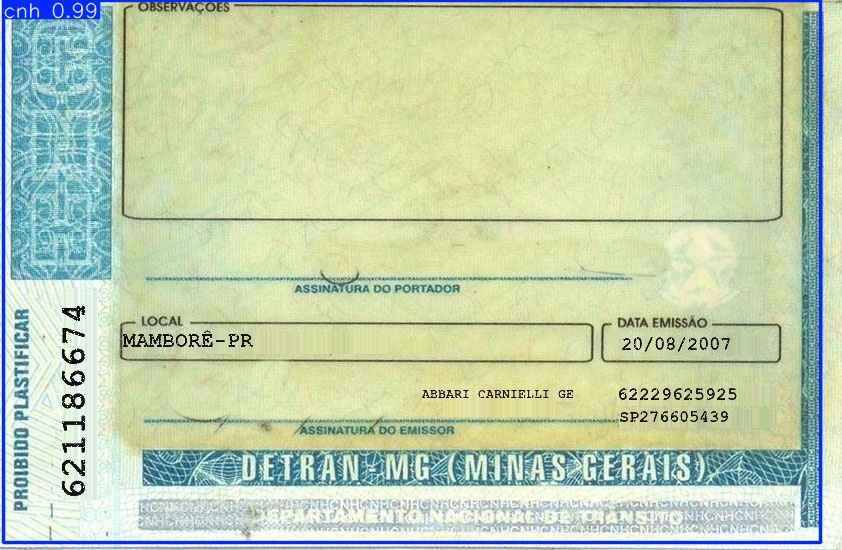 cnh 0.99
OBSERVAÇÕES
ASSINATURA DO PORTADOR
LOCAL
MAMBORÊ-PR
DATA EMISSÃO
20/08/2007
ABBARI CARNIELLI GE
62229625925
SP276605439
ASSINATURA DO EMISSOR
DETRAN-MG (MINAS GERAIS)
DEPARTAMENTO NACIONAL DE TRANSITO
PROIBIDO PLASTIFICAR
621186674